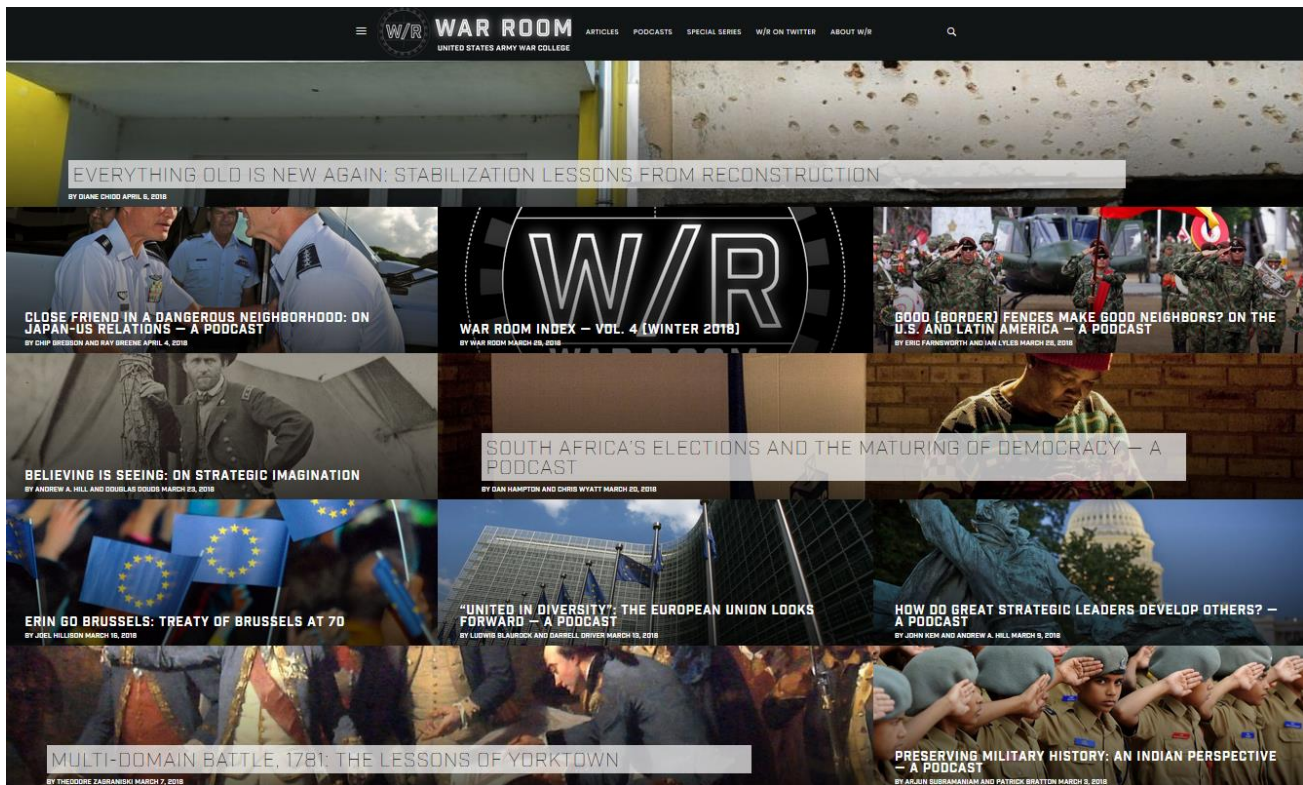 W/R
WAR ROOM
UNITED STATES ARMY WAR COLLEGE
ARTICLES
PODCASTS
SPECIAL SERIES
W/R ON TWITTER
ABOUT W/R
EVERYTHING OLD IS NEW AGAIN: STABILIZATION LESSONS FROM RECONSTRUCTION
BY DIANE CHIDO APRIL 6, 2018
CLOSE FRIEND IN A DANGEROUS NEIGHBORHOOD: ON
JAPAN-US RELATIONS — A PODCAST
BY CHIP GREGSON AND RAY GREENE APRIL 4, 2018
W/R
WAR ROOM
WAR ROOM INDEX — VOL. 4 (WINTER 2018)
BY WAR ROOM MARCH 29, 2018
GOOD (BORDER) FENCES MAKE GOOD NEIGHBORS? ON THE
U.S. AND LATIN AMERICA — A PODCAST
BY ERIC FARNSWORTH AND IAN LYLES MARCH 28, 2018
BELIEVING IS SEEING: ON STRATEGIC IMAGINATION
BY ANDREW A. HILL AND DOUGLAS DOUDS MARCH 23, 2018
SOUTH AFRICA'S ELECTIONS AND THE MATURING OF DEMOCRACY — A
PODCAST
BY DAN HAMPTON AND CHRIS WYATT MARCH 20, 2018
ERIN GO BRUSSELS: TREATY OF BRUSSELS AT 70
BY JOEL HILLISON MARCH 16, 2018
“UNITED IN DIVERSITY”: THE EUROPEAN UNION LOOKS
FORWARD — A PODCAST
BY LUDWIG BLAUROCK AND DARRELL DRIVER MARCH 13, 2018
HOW DO GREAT STRATEGIC LEADERS DEVELOP OTHERS? —
A PODCAST
BY JOHN KEM AND ANDREW A. HILL MARCH 9, 2018
MULTI-DOMAIN BATTLE, 1781: THE LESSONS OF YORKTOWN
BY THEODORE ZAGRANISKI MARCH 7, 2018
PRESERVING MILITARY HISTORY: AN INDIAN PERSPECTIVE
— A PODCAST
BY ARJUN SUBRAMANIAM AND PATRICK BRATTON MARCH 3, 2018